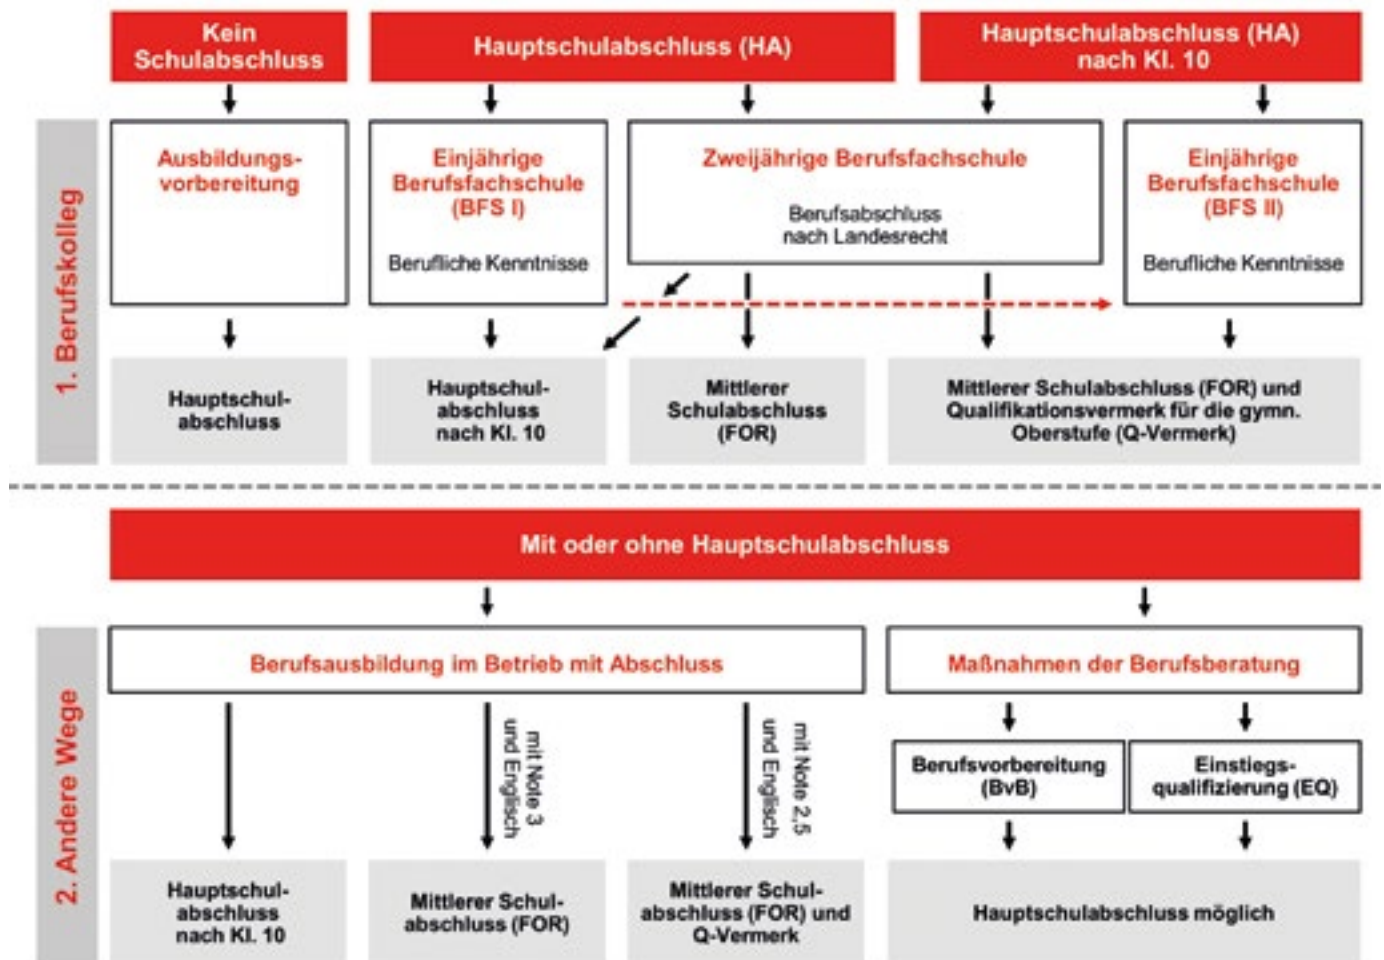 Kein
Schulabschluss
Hauptschulabschluss (HA)
Hauptschulabschluss (HA)
nach Kl. 10
1. Berufskolleg
Ausbildungs-
vorbereitung
Einjährige
Berufsfachschule
(BFS I)
Berufliche Kenntnisse
Zweijährige Berufsfachschule
Berufsabschluss
nach Landesrecht
Einjährige
Berufsfachschule
(BFS II)
Berufliche Kenntnisse
Hauptschul-
abschluss
Hauptschul-
abschluss
nach Kl. 10
Mittlerer
Schulabschluss
(FOR)
Mittlerer Schulabschluss (FOR) und
Qualifikationsvermerk für die gymn.
Oberstufe (Q-Vermerk)
Mit oder ohne Hauptschulabschluss
2. Andere Wege
Berufsausbildung im Betrieb mit Abschluss
Maßnahmen der Berufsberatung
mit Note 3
und Englisch
mit Note 2,5
und Englisch
Berufsvorbereitung
(BvB)
Einstiegs-
qualifizierung (EQ)
Hauptschul-
abschluss
nach Kl. 10
Mittlerer Schul-
abschluss (FOR)
Mittlerer Schul-
abschluss (FOR) und
Q-Vermerk
Hauptschulabschluss möglich